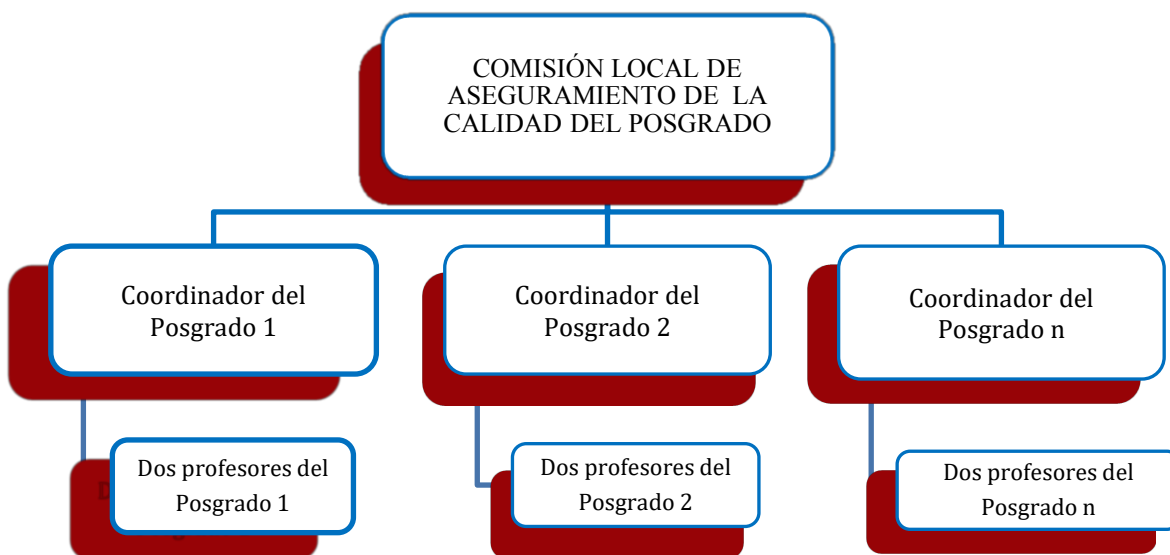 COMISIÓN LOCAL DE
ASEGURAMIENTO DE LA
CALIDAD DEL POSGRADO
Coordinador del
Posgrado 1
Coordinador del
Posgrado 2
Coordinador del
Posgrado n
Dos profesores del
Posgrado 1
Dos profesores del
Posgrado 2
Dos profesores del
Posgrado n